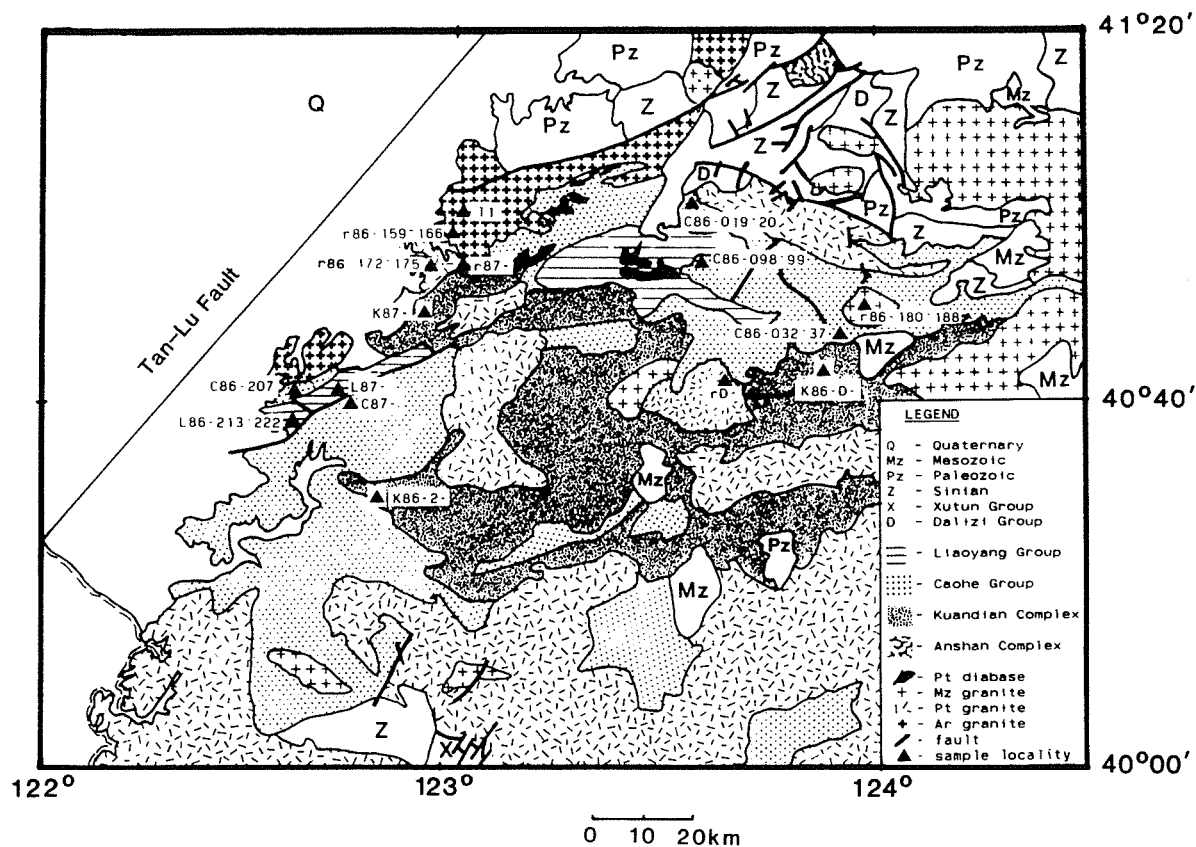 41°20'
Pz
Pz
Pz
Z
Z
Mz
Q
Pz
Z
Z
D
Z
Z
D
Pz
Pz
C86-019-20
Z
Mz
r86-159-166
r86-172-175
r87-
C86-098-99-
Z
Tan-Lu Fault
K87-
r86-180-188
C86-032-37
Mz
C86-207
L87-
rD
K86-D-
Mz
C87-
40°40'
L86-213-222
K86-2-
Mz
Pz
Mz
Z
X
LEGEND
Q - Quaternary
Mz - Mesozoic
Pz - Paleozoic
Z - Sinian
X - Xutun Group
D - Dalizi Group
- Liaoyang Group
- Caohe Group
- Kuandian Complex
- Anshan Complex
- Pt diabase
- Mz granite
- Pt granite
- Ar granite
- fault
- sample locality
40°00'
122°
123°
124°
0 10 20km